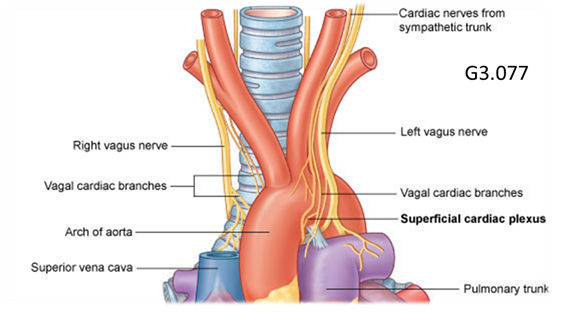 Cardiac nerves from
sympathetic trunk
G3.077
Left vagus nerve
Right vagus nerve
Vagal cardiac branches
Vagal cardiac branches
Superficial cardiac plexus
Arch of aorta
Superior vena cava
Pulmonary trunk